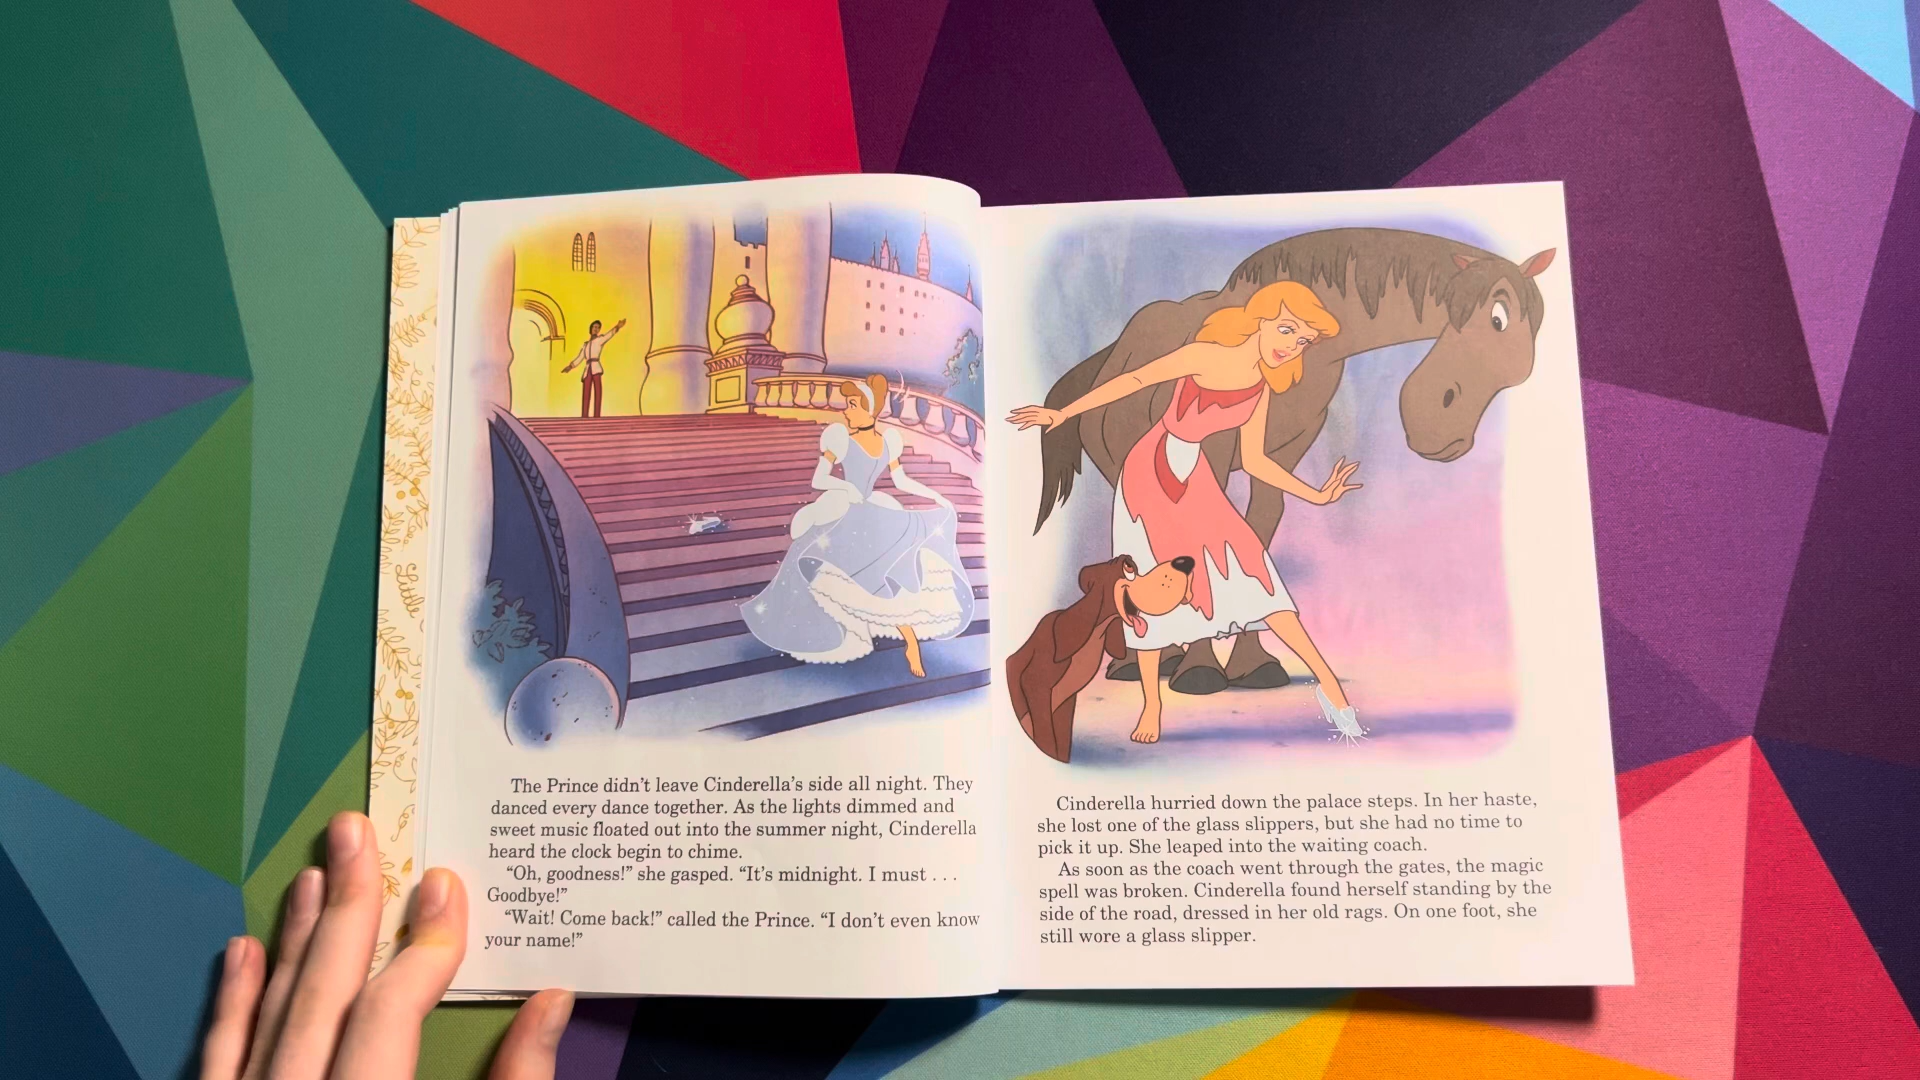 Little
The Prince didn't leave Cinderella's side all night. They
danced every dance together. As the lights dimmed and
sweet music floated out into the summer night, Cinderella
heard the clock begin to chime.
“Oh, goodness!” she gasped. “It's midnight. I must . . .
Goodbye!”
“Wait! Come back!” called the Prince. “I don't even know
your name!”
Cinderella hurried down the palace steps. In her haste,
she lost one of the glass slippers, but she had no time to
pick it up. She leaped into the waiting coach.
As soon as the coach went through the gates, the magic
spell was broken. Cinderella found herself standing by the
side of the road, dressed in her old rags. On one foot, she
still wore a glass slipper.